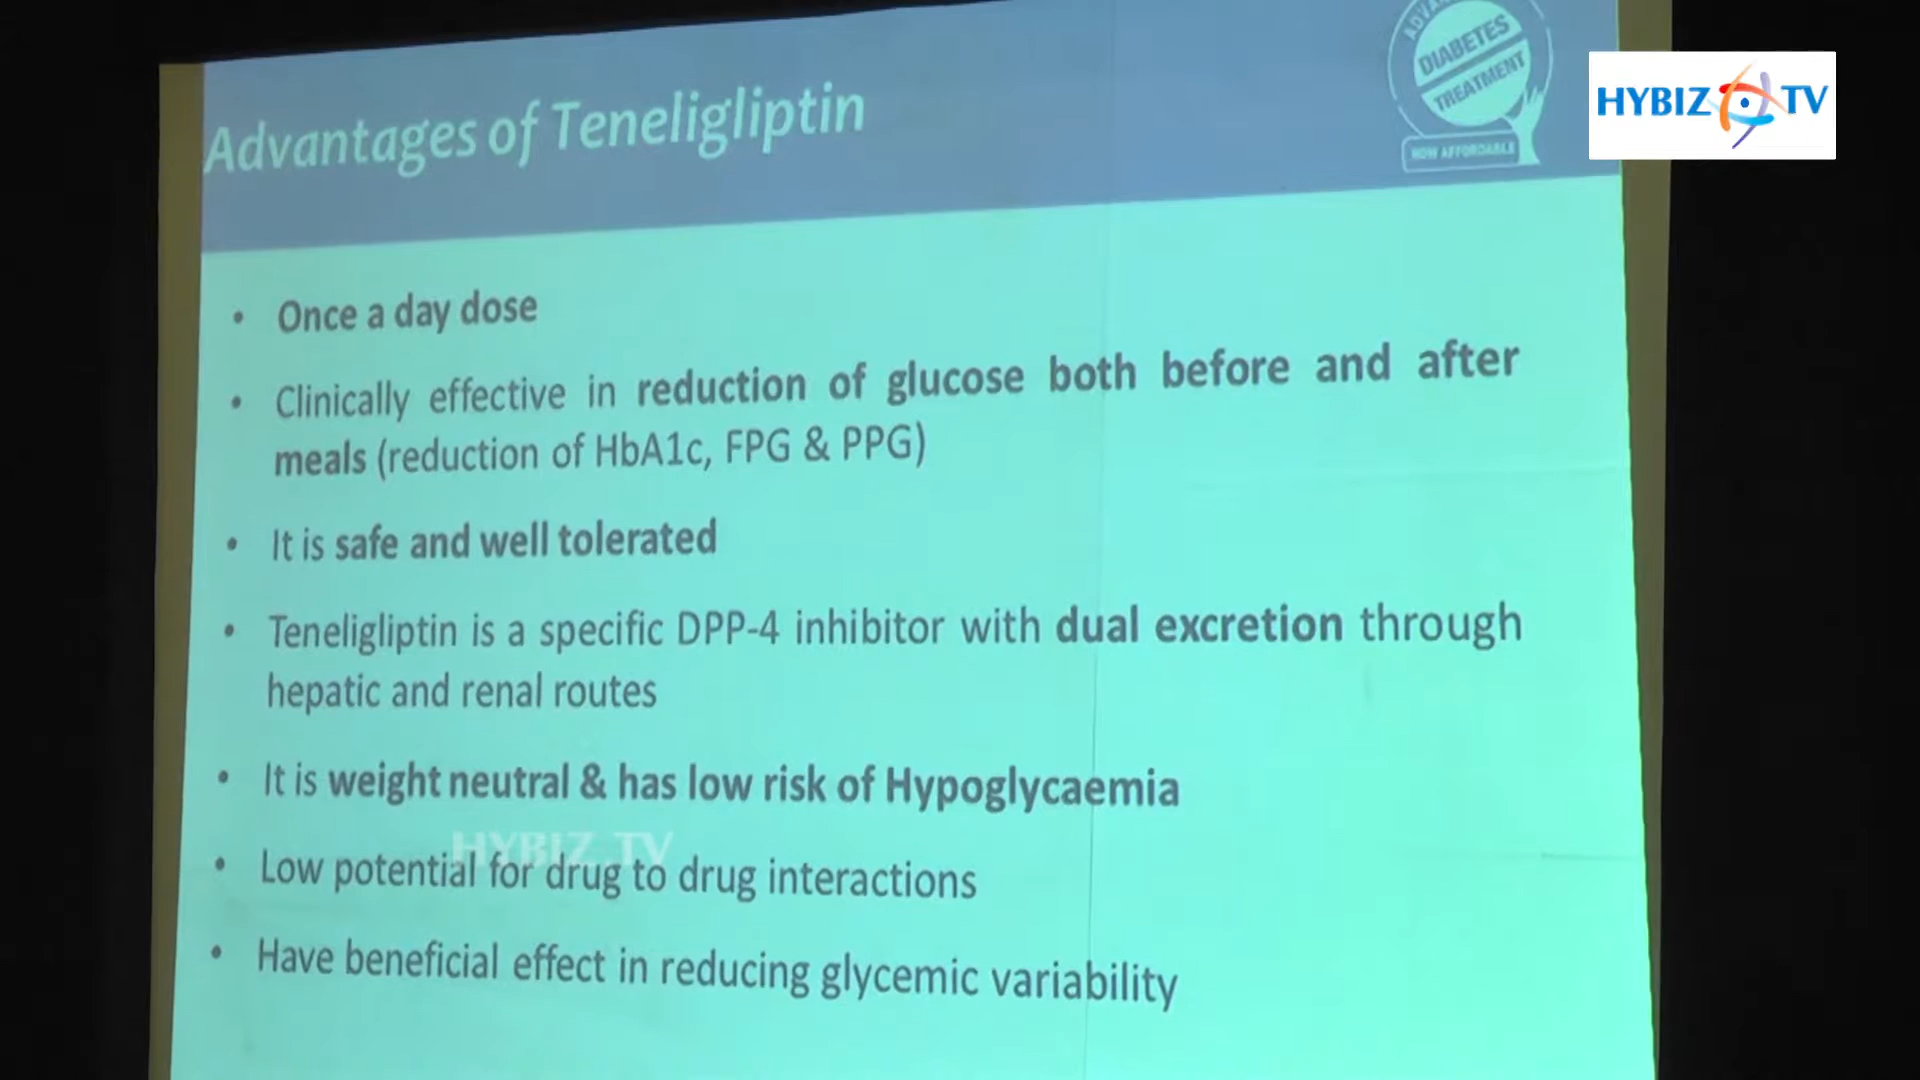 ADVA
DIABETES
TREATMENT
NOW AFFORDABLE
HYBIZ TV
Advantages of Teneligliptin
• Once a day dose
• Clinically effective in reduction of glucose both before and after
meals (reduction of HbA1c, FPG & PPG)
• It is safe and well tolerated
• Teneligliptin is a specific DPP-4 inhibitor with dual excretion through
hepatic and renal routes
• It is weight neutral & has low risk of Hypoglycaemia
HYBIZ.TV
• Low potential for drug to drug interactions
• Have beneficial effect in reducing glycemic variability